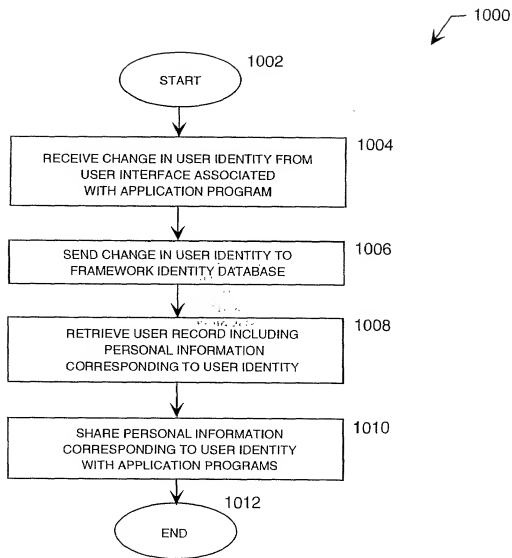 1000
1002
START
1004
RECEIVE CHANGE IN USER IDENTITY FROM
USER INTERFACE ASSOCIATED
WITH APPLICATION PROGRAM
1006
SEND CHANGE IN USER IDENTITY TO
FRAMEWORK IDENTITY DATABASE
1008
RETRIEVE USER RECORD INCLUDING
PERSONAL INFORMATION
CORRESPONDING TO USER IDENTITY
1010
SHARE PERSONAL INFORMATION
CORRESPONDING TO USER IDENTITY
WITH APPLICATION PROGRAMS
1012
END